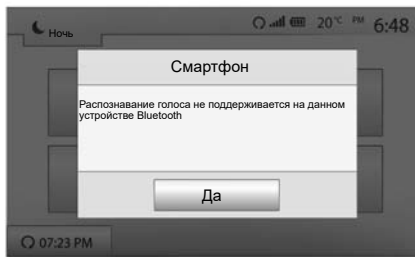 Ночь
20°C PM 6:48
Смартфон
Распознавание голоса не поддерживается на данном
устройстве Bluetooth
Да
07:23 PM